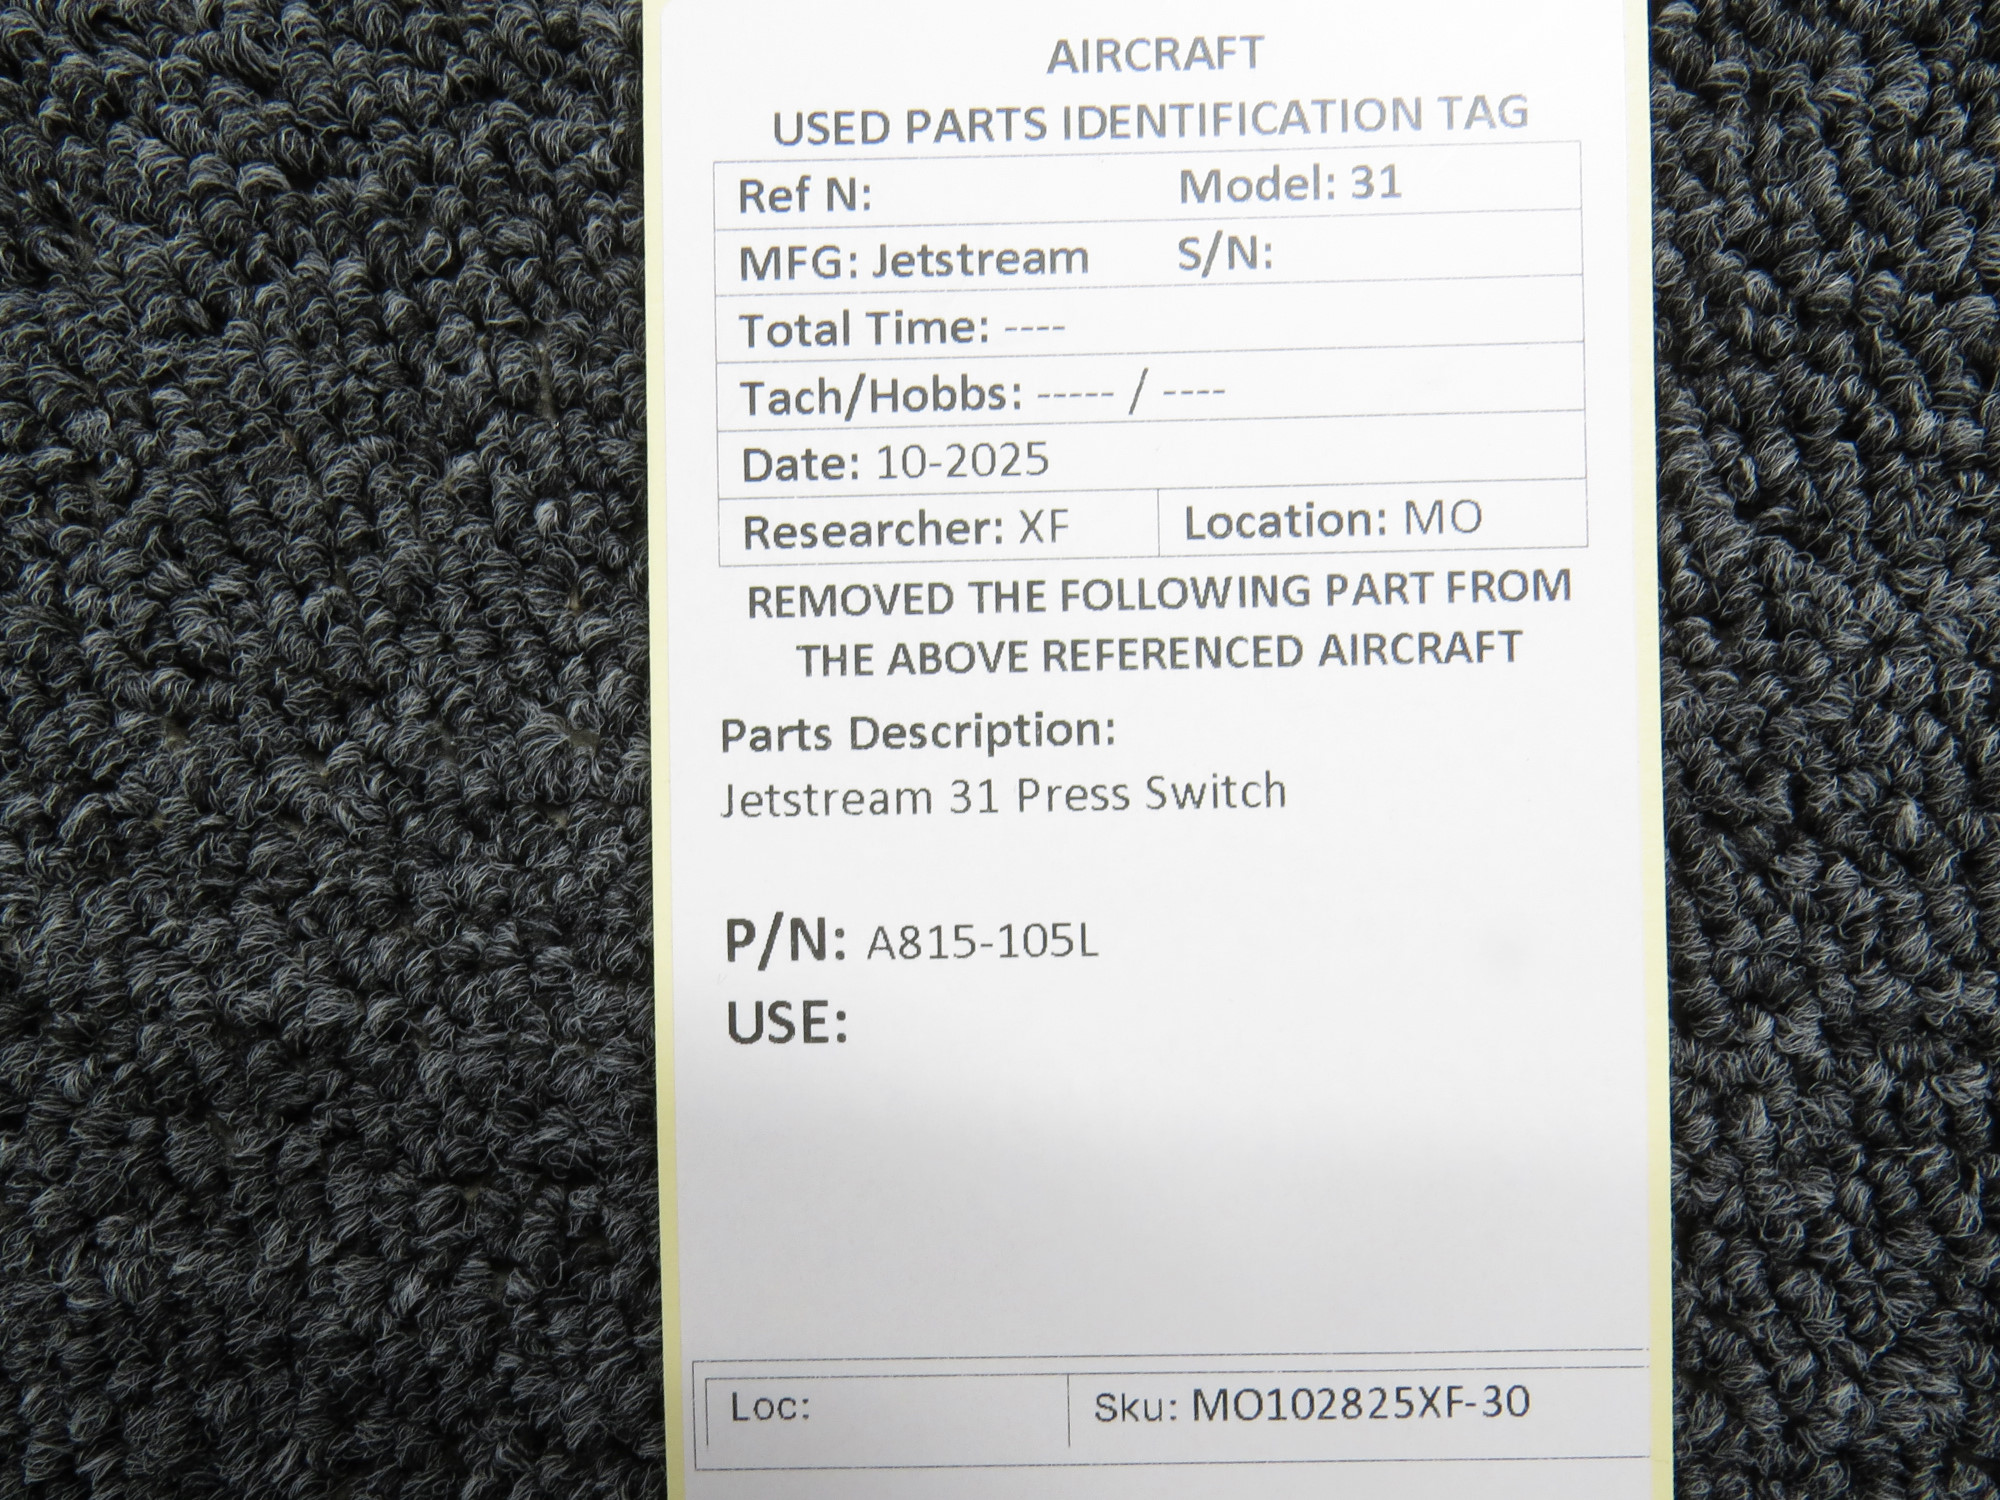 AIRCRAFT
USED PARTS IDENTIFICATION TAG
Ref N: Model: 31
MFG: Jetstream S/N:
Total Time: ----
Tach/Hobbs: ----- / ----
Date: 10-2025
Researcher: XF Location: MO
REMOVED THE FOLLOWING PART FROM
THE ABOVE REFERENCED AIRCRAFT
Parts Description:
Jetstream 31 Press Switch
P/N: A815-105L
USE:
Loc: Sku: MO102825XF-30